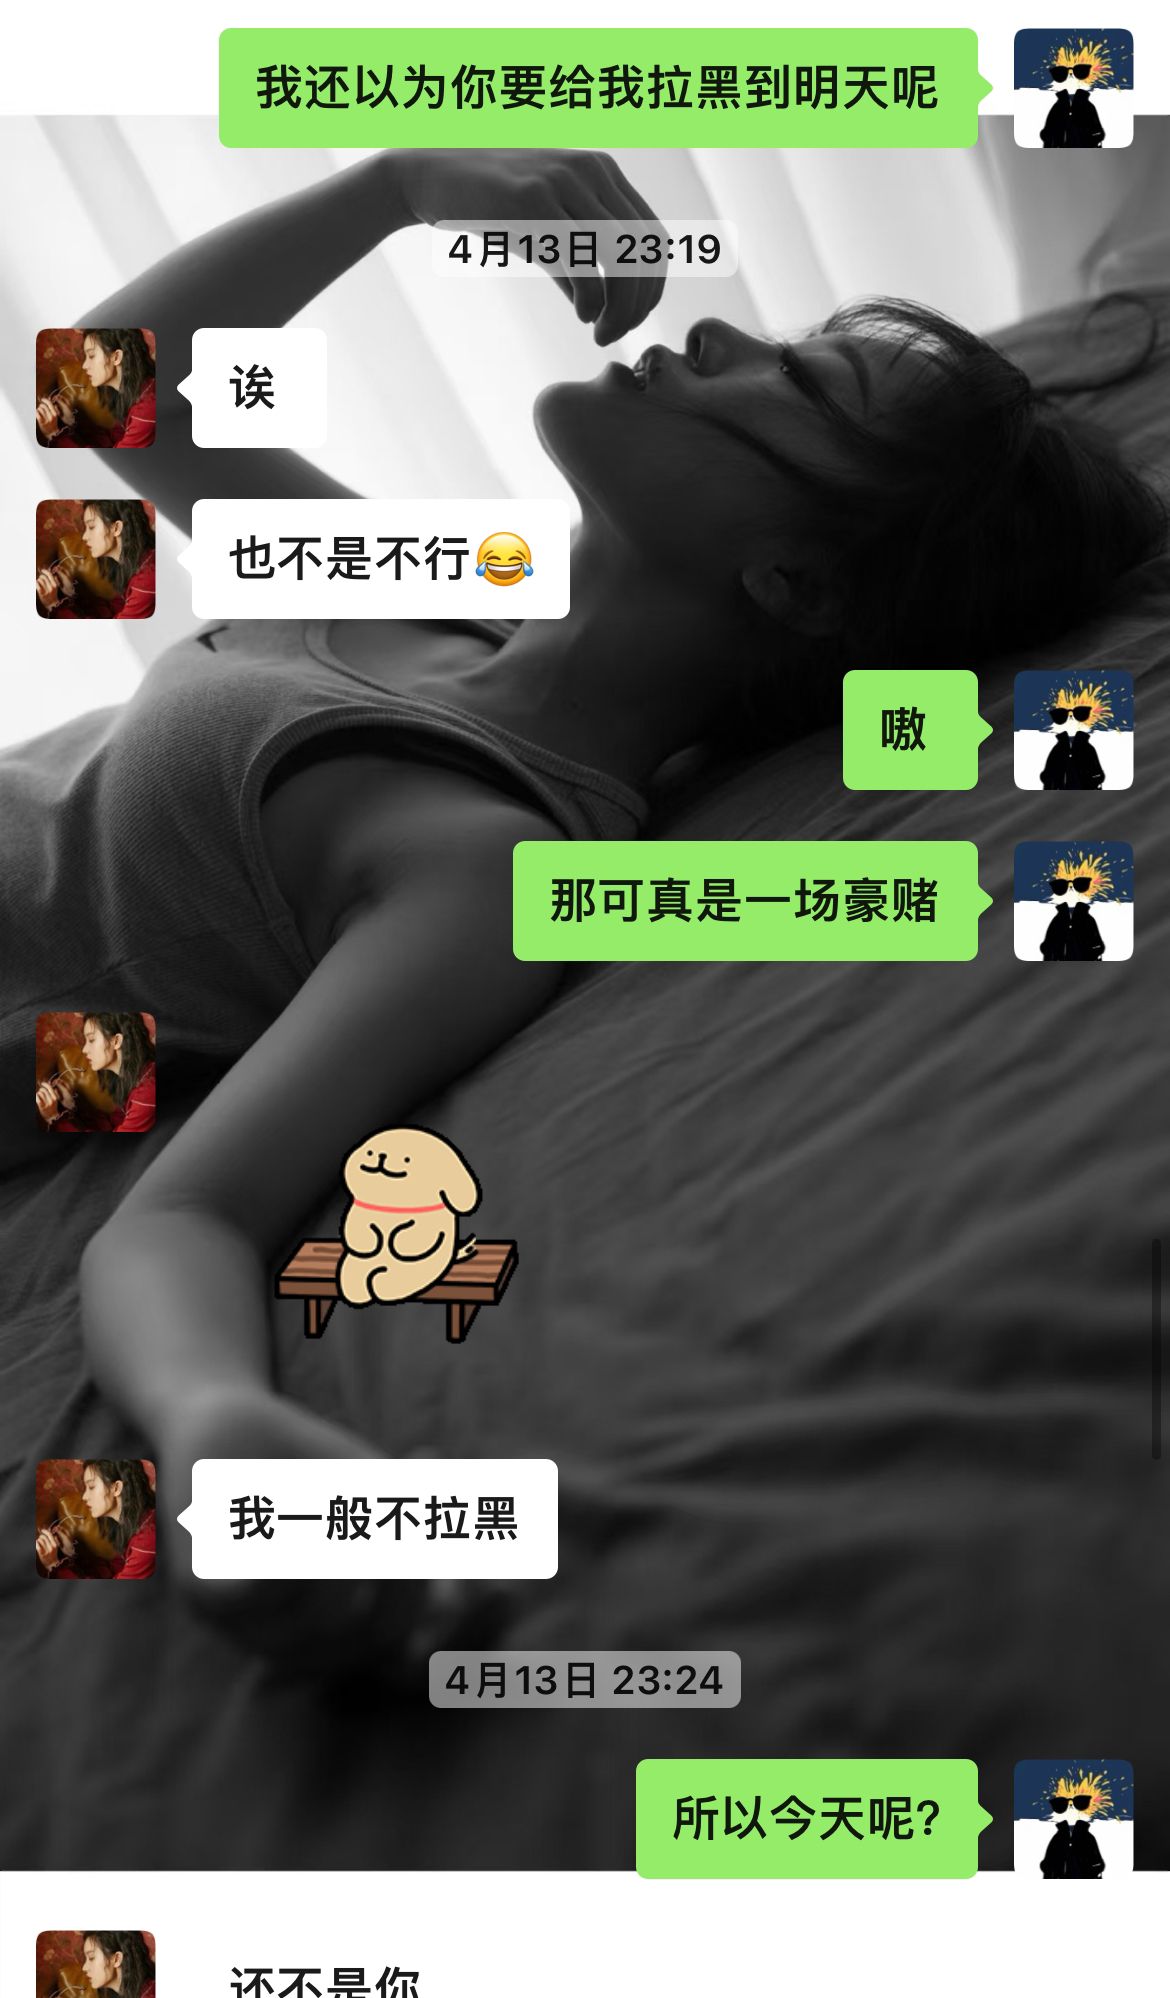 我还以为你要给我拉黑到明天呢
4月13日 23:19
诶
也不是不行😂
嗷
那可真是一场豪赌
我一般不拉黑
4月13日 23:24
所以今天呢?
还不是你